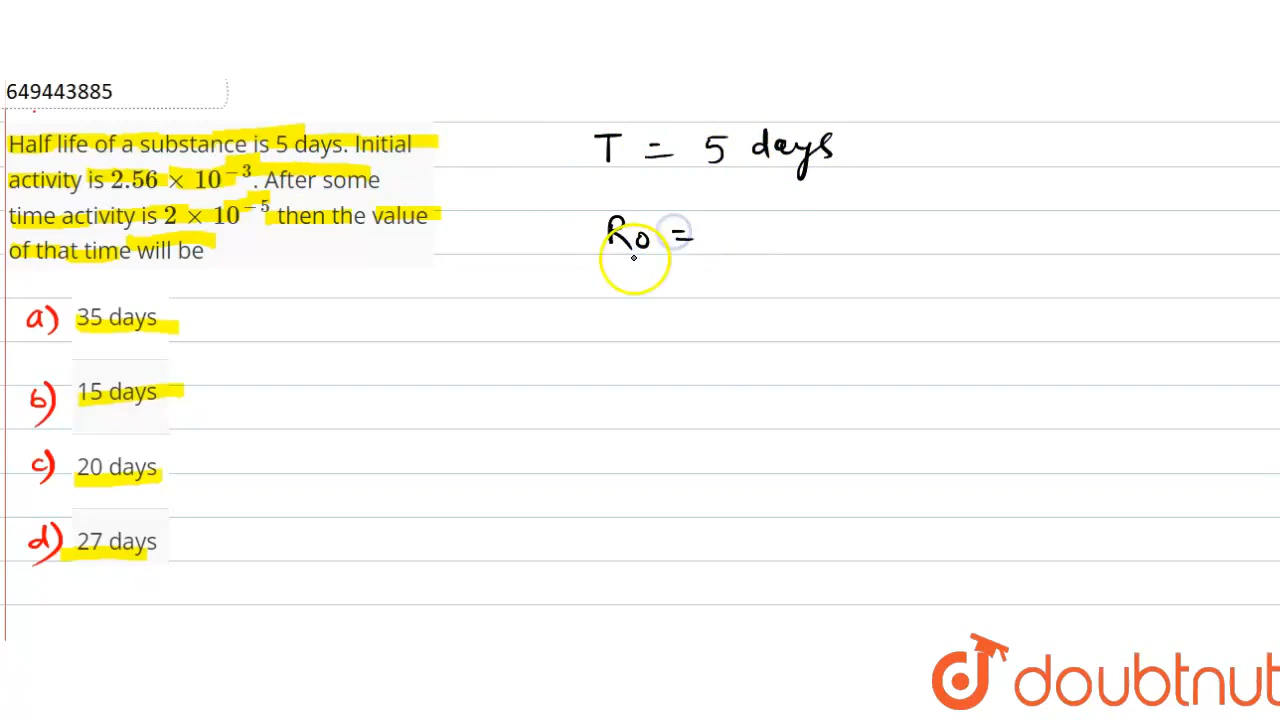 649443885
Half life of a substance is 5 days. Initial
activity is 2.56 × 10⁻³. After some
time activity is 2 × 10⁻⁵ then the value
of that time will be
a) 35 days
b) 15 days
c) 20 days
d) 27 days
T = 5 days
R₀ =
doubtnut